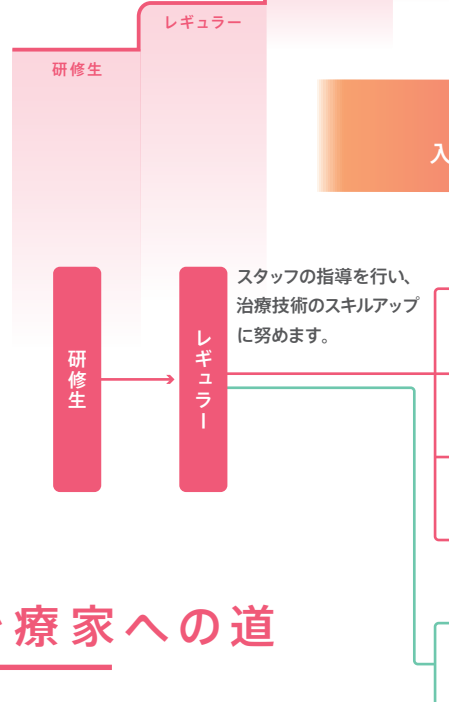 レギュラー
研修生
入
スタッフの指導を行い、
治療技術のスキルアップ
に努めます。
研修生
レギュラー
療家への道